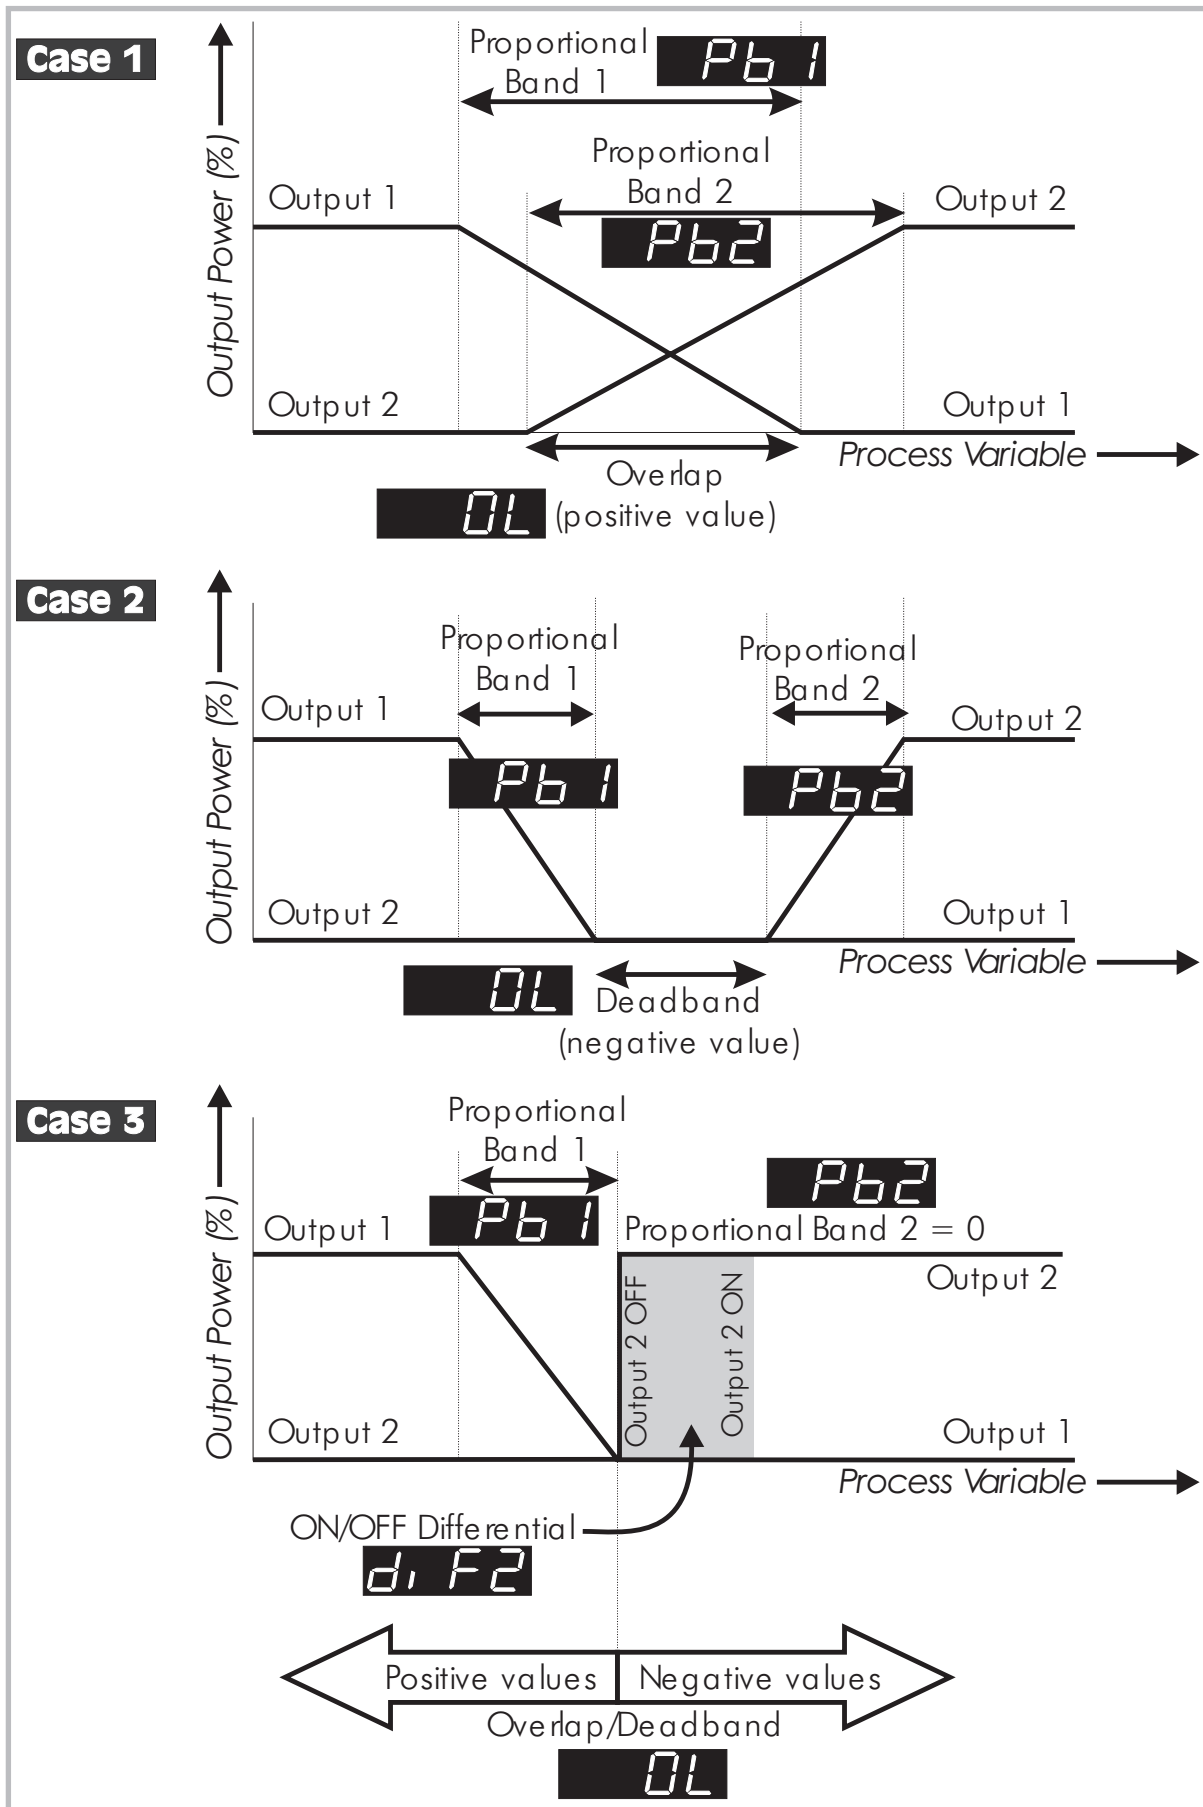 Case 1
Output Power (%)
Proportional
Band 1
Pb1
Proportional
Band 2
Pb2
Output 1
Output 2
Output 2
Output 1
Process Variable
Overlap
(positive value)
OL
Case 2
Output Power (%)
Proportional
Band 1
Proportional
Band 2
Output 1
Output 2
Pb1
Pb2
Output 2
Output 1
Process Variable
OL
Deadband
(negative value)
Case 3
Output Power (%)
Proportional
Band 1
Pb1
Pb2
Output 1
Proportional Band 2 = 0
Output 2
Output 2 OFF
Output 2 ON
Output 2
Output 1
Process Variable
ON/OFF Differential
diF2
Positive values
Negative values
Overlap/Deadband
OL